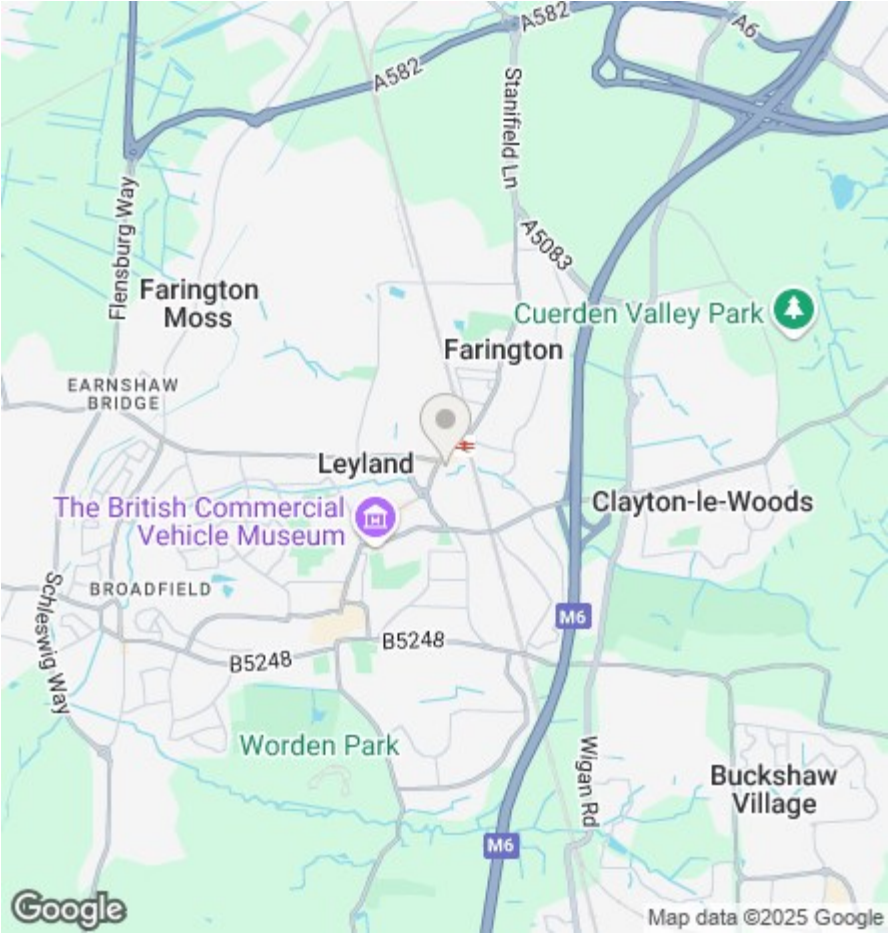 A582
A6
A582
Stanifield Ln
Flensburg Way
A5083
Farington
Moss
Cuerden Valley Park
Farington
EARNSHAW
BRIDGE
Leyland
The British Commercial
Vehicle Museum
Clayton-le-Woods
BROADFIELD
Schleswig Way
M6
B5248
B5248
Worden Park
Wigan Rd
Buckshaw
Village
M6
Google
Map data ©2025 Google